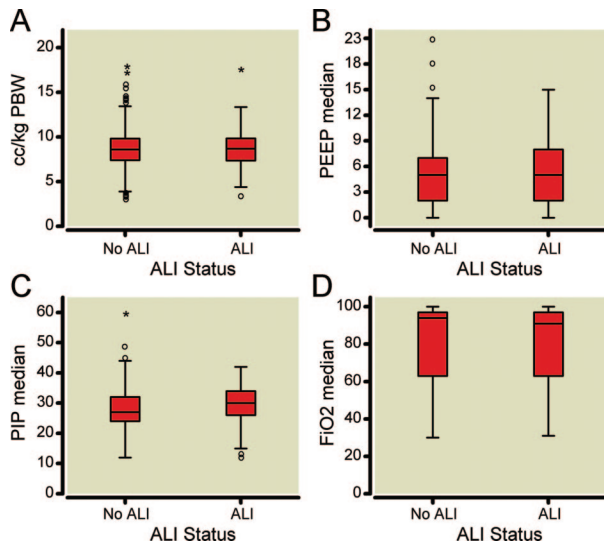 A
cc/kg PBW
20
15
10
5
0
No ALI
ALI
ALI Status
B
PEEP median
23
18
15
12
9
6
3
0
No ALI
ALI
ALI Status
C
PIP median
60
50
40
30
20
10
0
No ALI
ALI
ALI Status
D
FiO2 median
100
80
60
40
20
0
No ALI
ALI
ALI Status